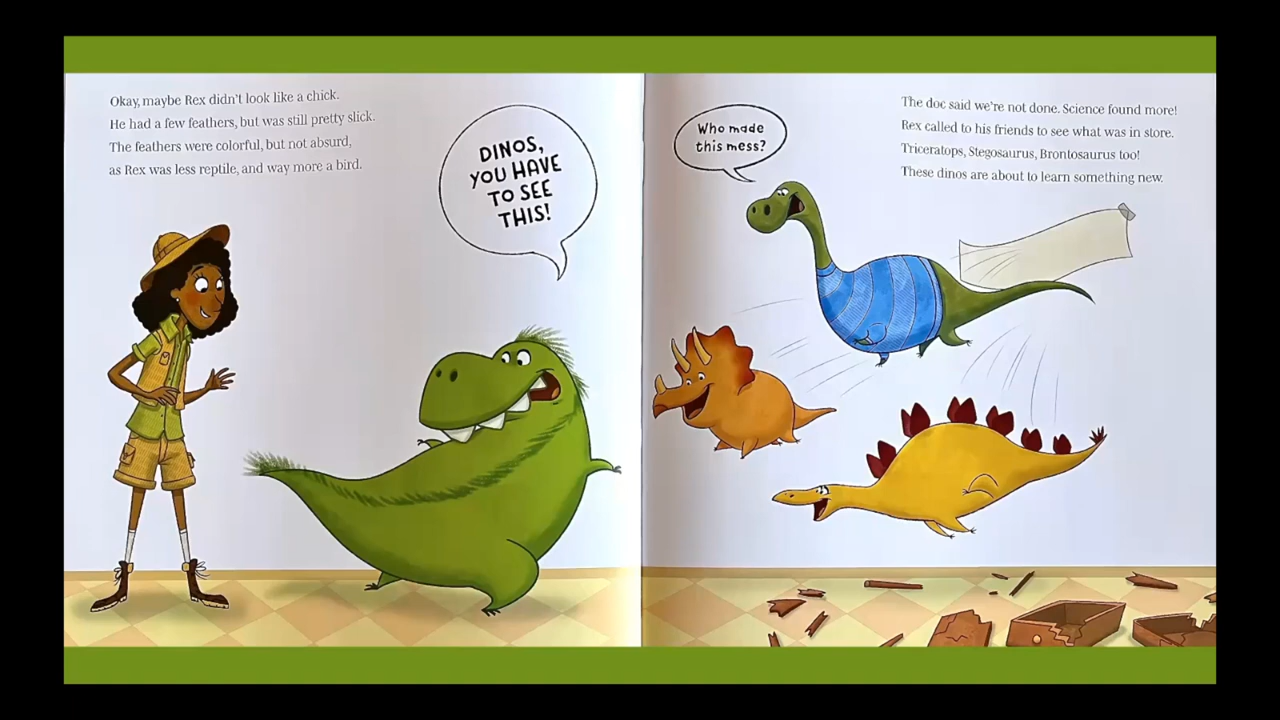 Okay, maybe Rex didn't look like a chick.
He had a few feathers, but was still pretty slick.
The feathers were colorful, but not absurd,
as Rex was less reptile, and way more a bird.
DINOS,
YOU HAVE
TO SEE
THIS!
Who made
this mess?
The doc said we're not done. Science found more!
Rex called to his friends to see what was in store.
Triceratops, Stegosaurus, Brontosaurus too!
These dinos are about to learn something new.